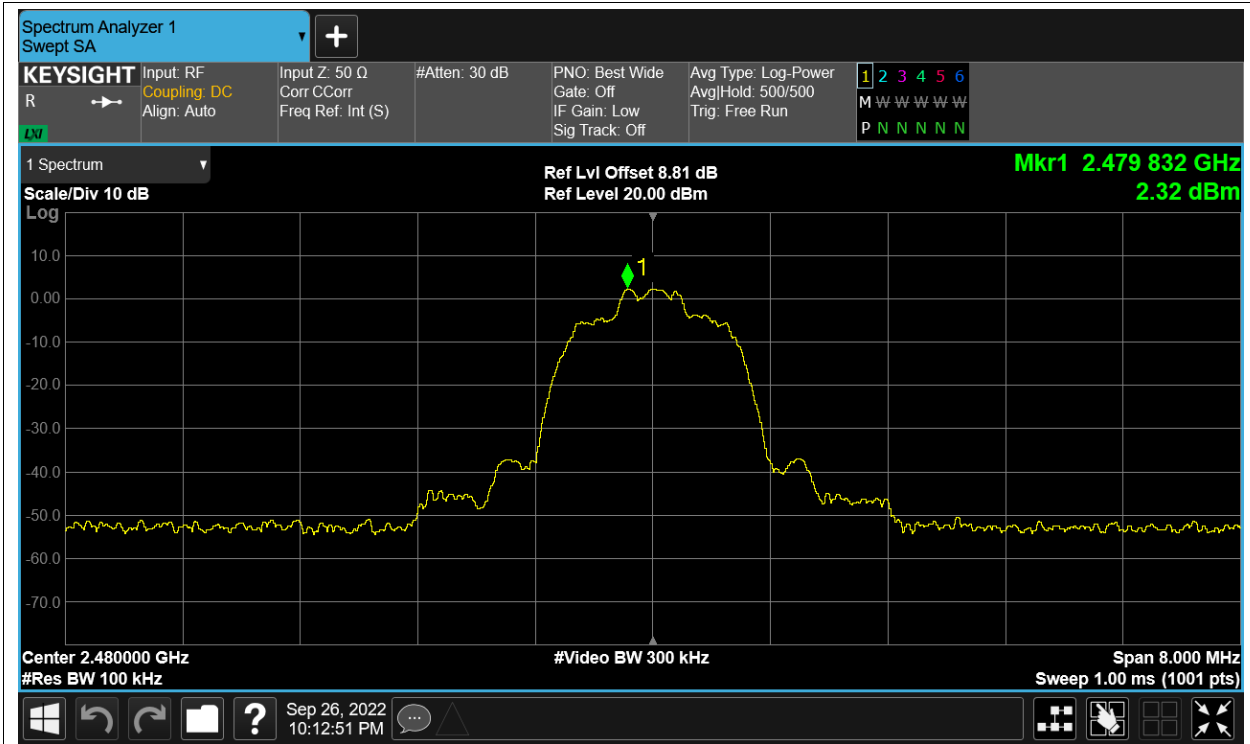 Spectrum Analyzer 1
Swept SA
+
KEYSIGHT
R
LXI
Input: RF
Coupling: DC
Align: Auto
Input Z: 50 Ω
Corr CCorr
Freq Ref: Int (S)
#Atten: 30 dB
PNO: Best Wide
Gate: Off
IF Gain: Low
Sig Track: Off
Avg Type: Log-Power
Avg|Hold: 500/500
Trig: Free Run
1 2 3 4 5 6
M W W W W W
P N N N N N
1 Spectrum
Scale/Div 10 dB
Log
Ref Lvl Offset 8.81 dB
Ref Level 20.00 dBm
Mkr1 2.479 832 GHz
2.32 dBm
1
10.0
0.00
-10.0
-20.0
-30.0
-40.0
-50.0
-60.0
-70.0
Center 2.480000 GHz
#Res BW 100 kHz
#Video BW 300 kHz
Span 8.000 MHz
Sweep 1.00 ms (1001 pts)
?
Sep 26, 2022
10:12:51 PM